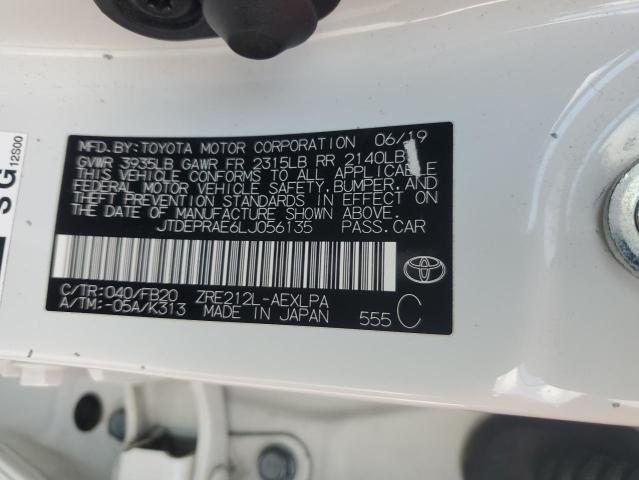 MFD.BY:TOYOTA MOTOR CORPORATION 06/19
GVWR 3935LB GAWR FR 2315LB RR 2140LB
THIS VEHICLE CONFORMS TO ALL APPLICABLE
FEDERAL MOTOR VEHICLE SAFETY, BUMPER, AND
THEFT PREVENTION STANDARDS IN EFFECT ON
THE DATE OF MANUFACTURE SHOWN ABOVE.
JTDEPRAE6LJ056135 PASS.CAR
C/TR:040/FB20 ZRE212L-AEXLPA
A/TM:-05A/K313 MADE IN JAPAN 555 C
SG
12S00